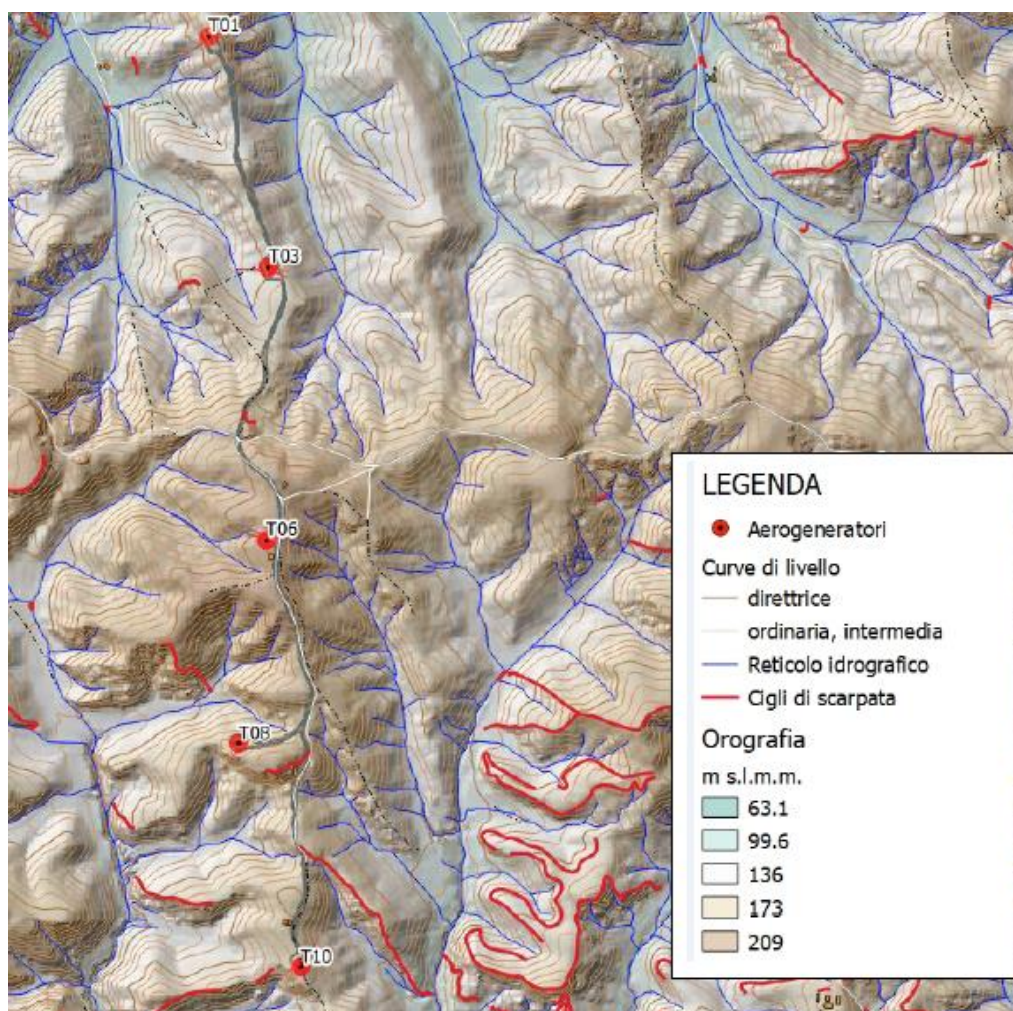 T01
T03
T06
T08
T10
LEGENDA
Aerogeneratori
Curve di livello
direttrice
ordinaria, intermedia
Reticolo idrografico
Cigli di scarpata
Orografia
m s.l.m.m.
63.1
99.6
136
173
209